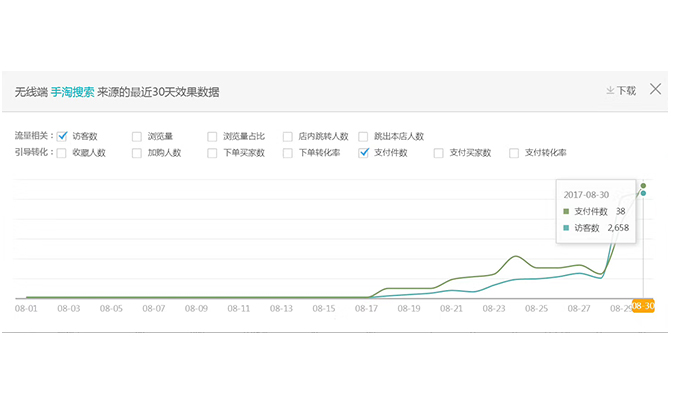 无线端 手淘搜索 来源的最近30天效果数据 下载
流量相关： 访客数 浏览量 浏览量占比 店内跳转人数 跳出本店人数
引导转化： 收藏人数 加购人数 下单买家数 下单转化率 支付件数 支付买家数 支付转化率
2017-08-30
支付件数 38
访客数 2,658
08-01 08-03 08-05 08-07 08-09 08-11 08-13 08-15 08-17 08-19 08-21 08-23 08-25 08-27 08-29 08-30